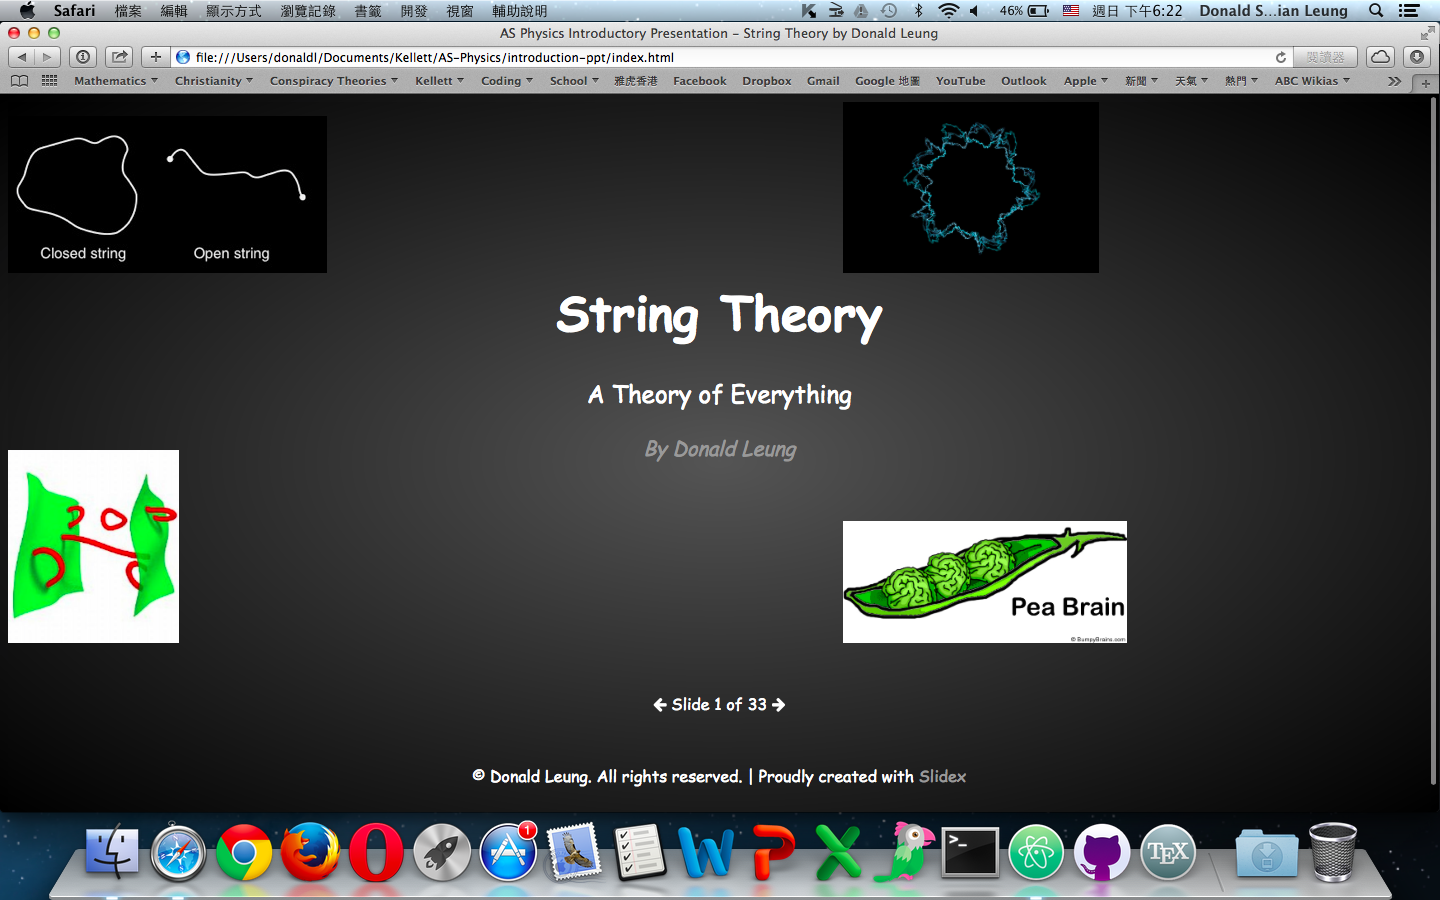 Safari 檔案 編輯 顯示方式 瀏覽記錄 書籤 開發 視窗 輔助說明 46% 週日 下午6:22 Donald S...ian Leung
AS Physics Introductory Presentation – String Theory by Donald Leung
file:///Users/donaldl/Documents/Kellett/AS-Physics/introduction-ppt/index.html 閱讀器
Mathematics Christianity Conspiracy Theories Kellett Coding School 雅虎香港 Facebook Dropbox Gmail Google 地圖 YouTube Outlook Apple 新聞 天氣 熱門 ABC Wikias
Closed string Open string
String Theory
A Theory of Everything
By Donald Leung
Pea Brain
© BumpyBrains.com
Slide 1 of 33
© Donald Leung. All rights reserved. | Proudly created with Slidex
1
>_
TEX